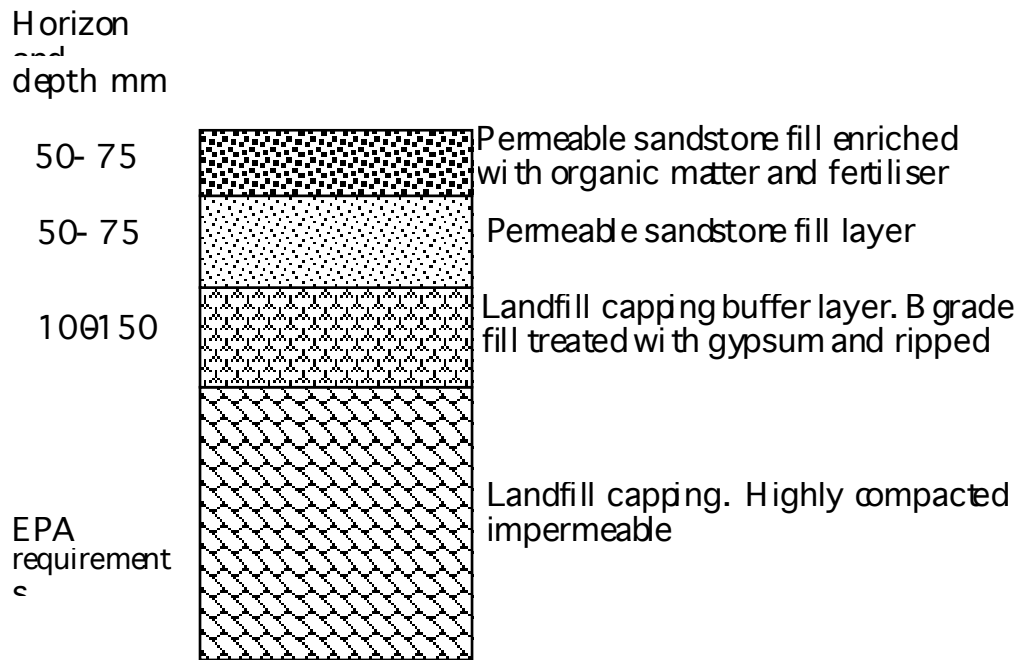 Horizon
and
depth mm
50- 75
Permeable sandstone fill enriched
with organic matter and fertiliser
50- 75
Permeable sandstone fill layer
100-150
Landfill capping buffer layer. B grade
fill treated with gypsum and ripped
Landfill capping. Highly compacted
impermeable
EPA
requirement
s